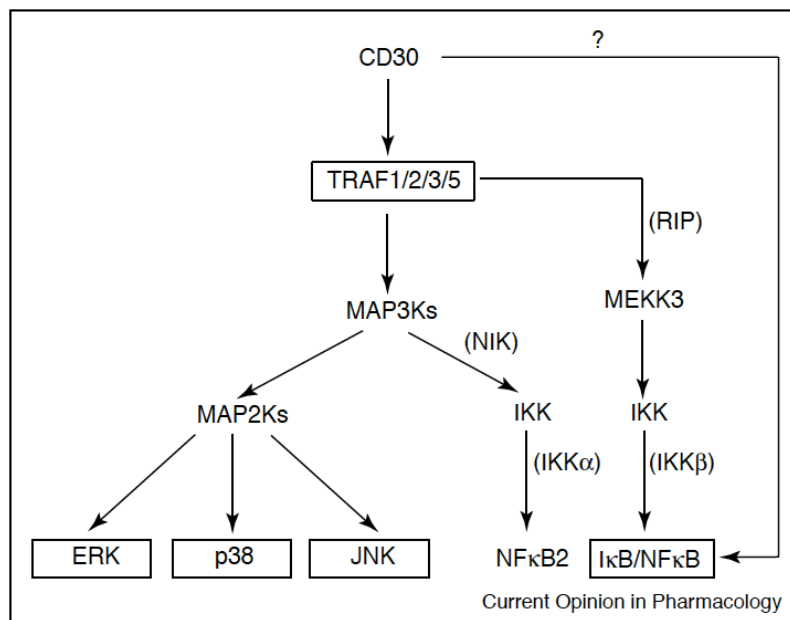 ?
CD30
TRAF1/2/3/5
(RIP)
MEKK3
MAP3Ks
(NIK)
MAP2Ks
IKK
IKK
(IKKα)
(IKKβ)
ERK
p38
JNK
NFκB2
IκB/NFκB
Current Opinion in Pharmacology